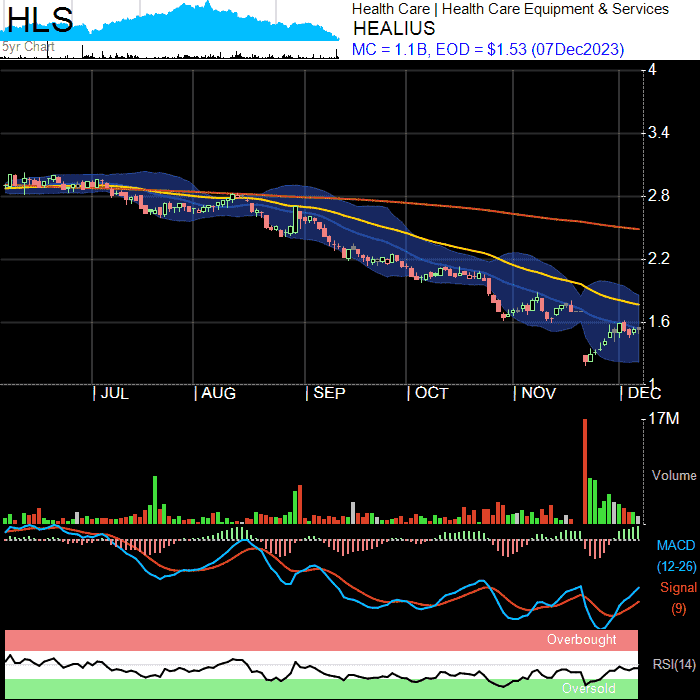 HLS
5yr Chart
Health Care | Health Care Equipment & Services
HEALIUS
MC = 1.1B, EOD = $1.53 (07Dec2023)
4
3.4
2.8
2.2
1.6
1
JUL
AUG
SEP
OCT
NOV
DEC
17M
Volume
MACD
(12-26)
Signal
(9)
Overbought
RSI(14)
Oversold